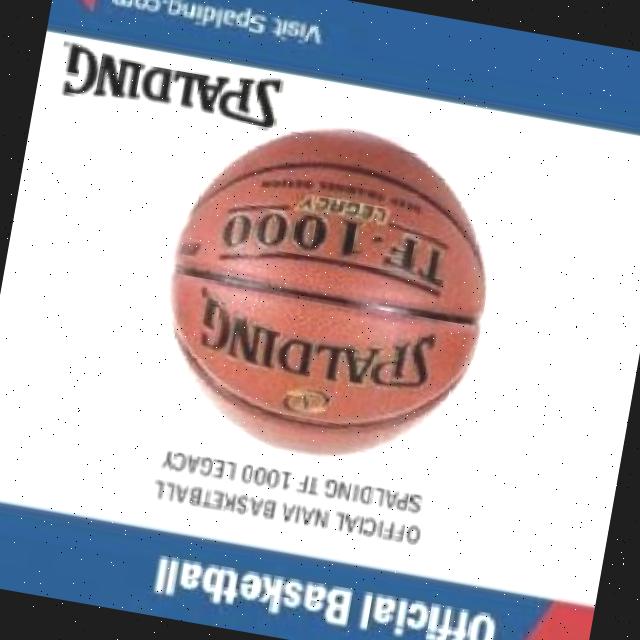 Official Basketball
OFFICIAL NAIA BASKETBALL
SPALDING TF 1000 LEGACY
SPALDING
TF-1000
LEGACY
SPALDING
Visit Spalding.com